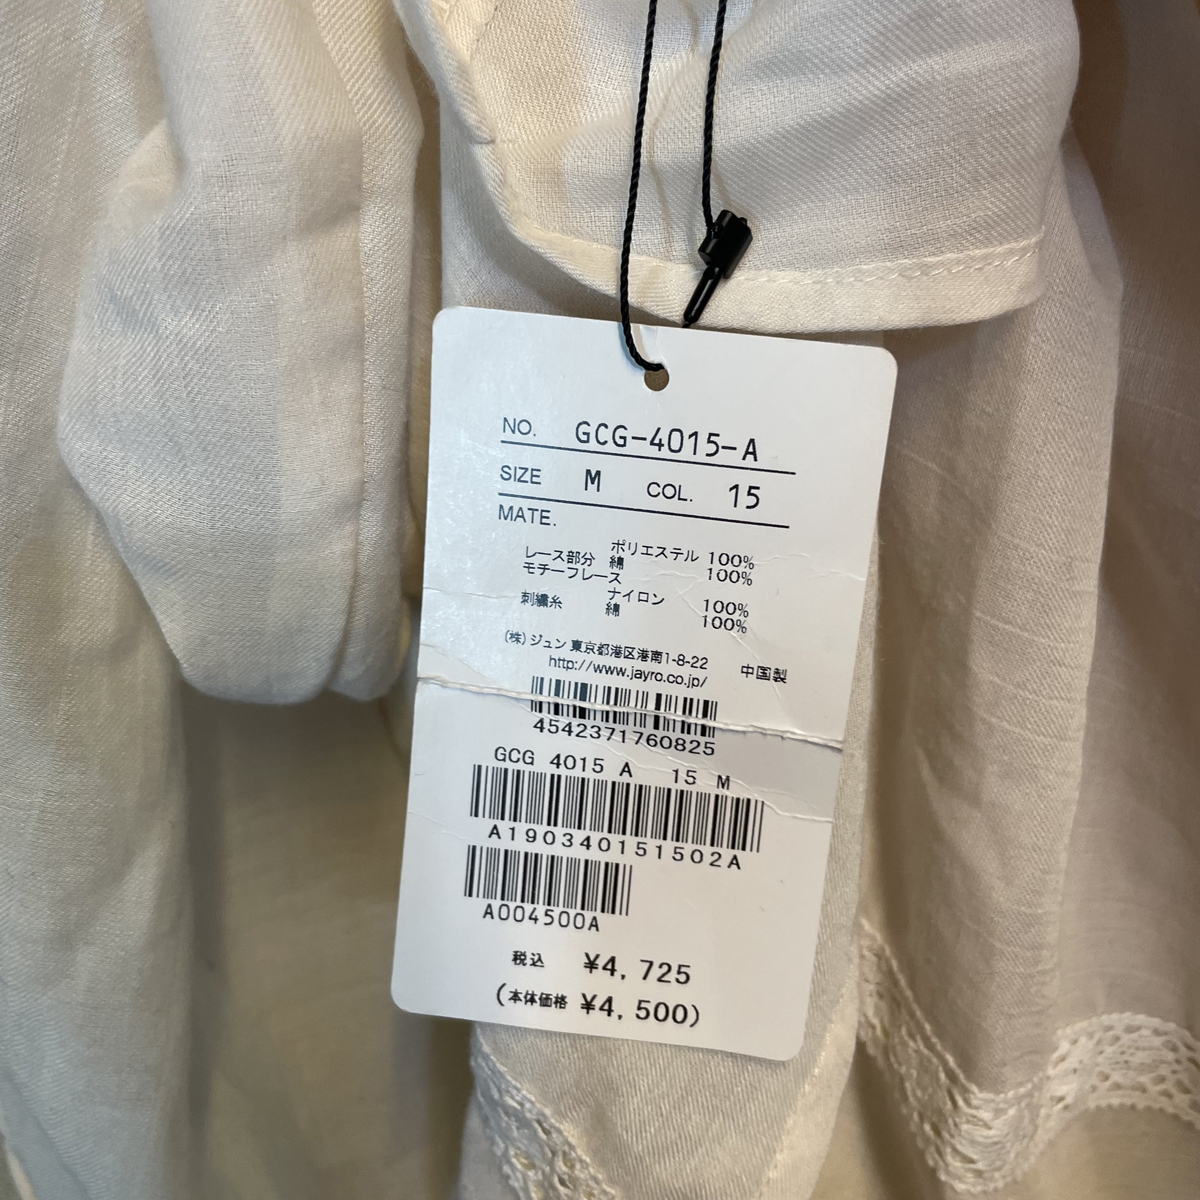 NO. GCG-4015-A
SIZE M COL. 15
MATE.
ポリエステル 100%
レース部分 綿 100%
モチーフレース
ナイロン 100%
刺繍糸 綿 100%
(株)ジュン 東京都港区港南1-8-22
http://www.jayro.co.jp/ 中国製
4542371760825
GCG 4015 A 15 M
A190340151502A
A004500A
税込 ¥4,725
(本体価格 ¥4,500)